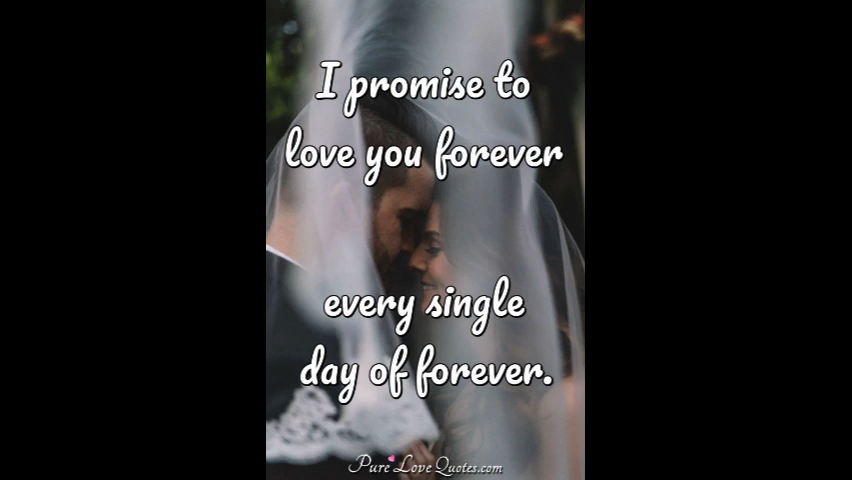 I promise to
love you forever
every single
day of forever.
PureLoveQuotes.com